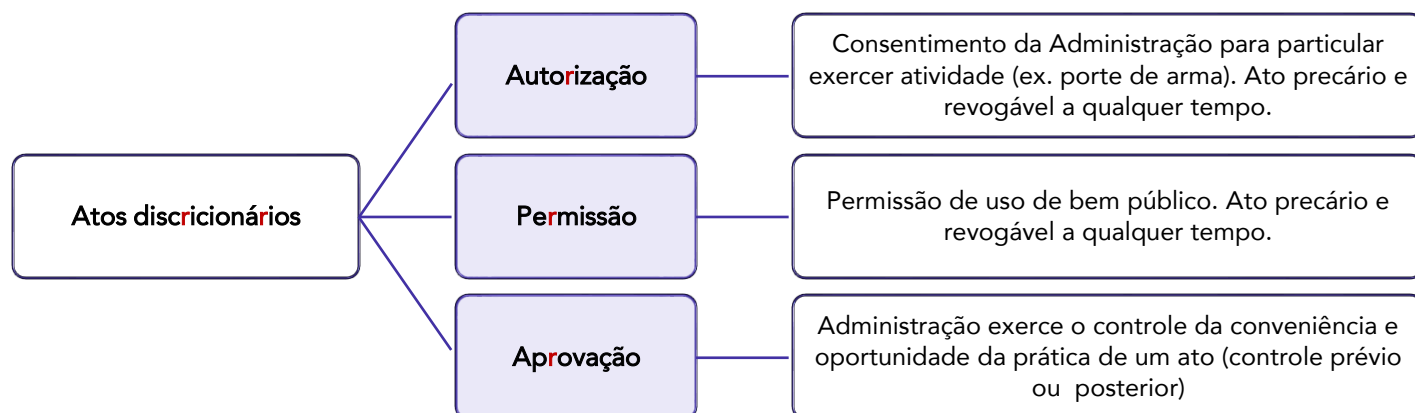 Atos discricionários
Autorização
Consentimento da Administração para particular
exercer atividade (ex. porte de arma). Ato precário e
revogável a qualquer tempo.
Permissão
Permissão de uso de bem público. Ato precário e
revogável a qualquer tempo.
Aprovação
Administração exerce o controle da conveniência e
oportunidade da prática de um ato (controle prévio
ou posterior)